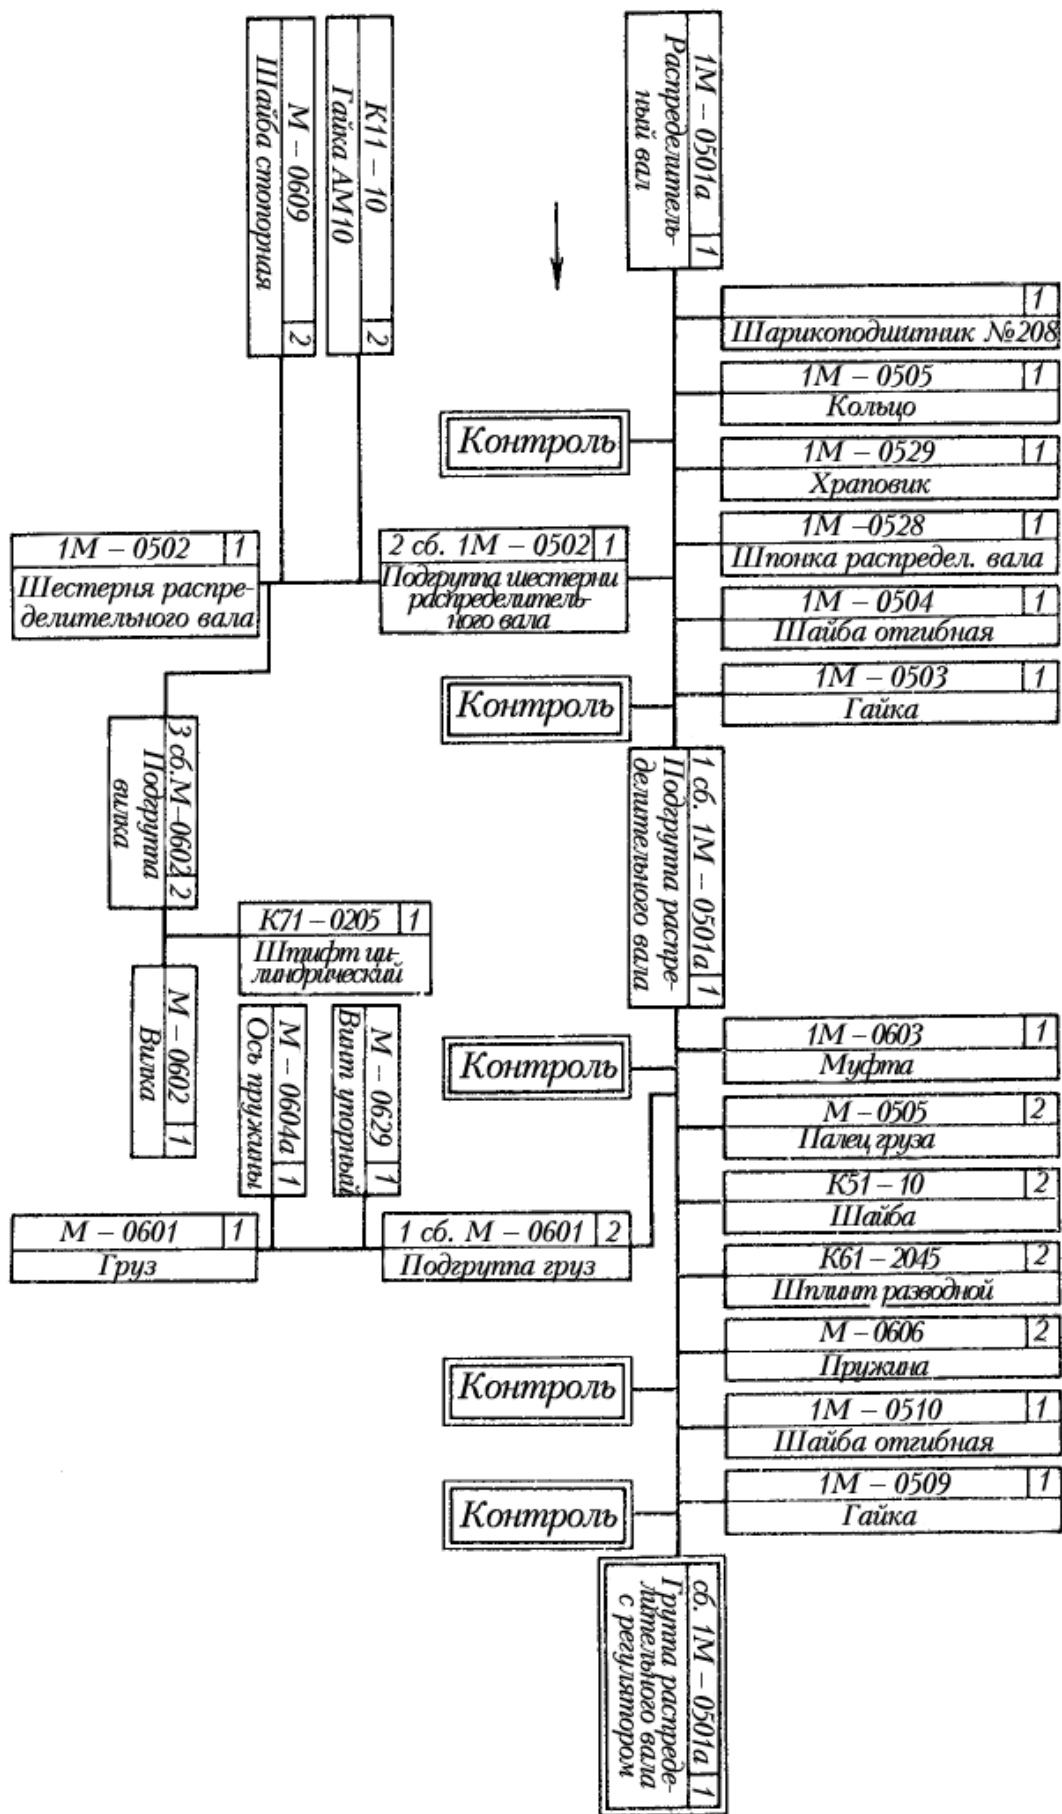 1М – 0501а 1
Распределитель-
ный вал
К11 – 10 2
Гайка АМ10
М – 0609 2
Шайба стопорная
1
Шарикоподшипник №208
1М – 0505 1
Кольцо
Контроль
1М – 0529 1
Храповик
1М – 0502 1
Шестерня распре-
делительного вала
2 сб. 1М – 0502 1
Подгруппа шестерни
распределитель-
ного вала
1М –0528 1
Шпонка распредел. вала
1М – 0504 1
Шайба отгибная
Контроль
1М – 0503 1
Гайка
3 сб.М–0602 2
Подгруппа
вилка
1 сб. 1М – 0501а 1
Подгруппа распре-
делительного вала
К71 – 0205 1
Штифт ци-
линдрический
М – 0602 1
Вилка
М – 0604а 1
Ось пружины
М – 0629 1
Винт упорный
Контроль
1М – 0603 1
Муфта
М – 0505 2
Палец груза
К51 – 10 2
Шайба
М – 0601 1
Груз
1 сб. М – 0601 2
Подгруппа груз
К61 – 2045 2
Шплинт разводной
М – 0606 2
Пружина
Контроль
1М – 0510 1
Шайба отгибная
1М – 0509 1
Гайка
Контроль
сб. 1М – 0501а 1
Группа распреде-
лительного вала
с регулятором